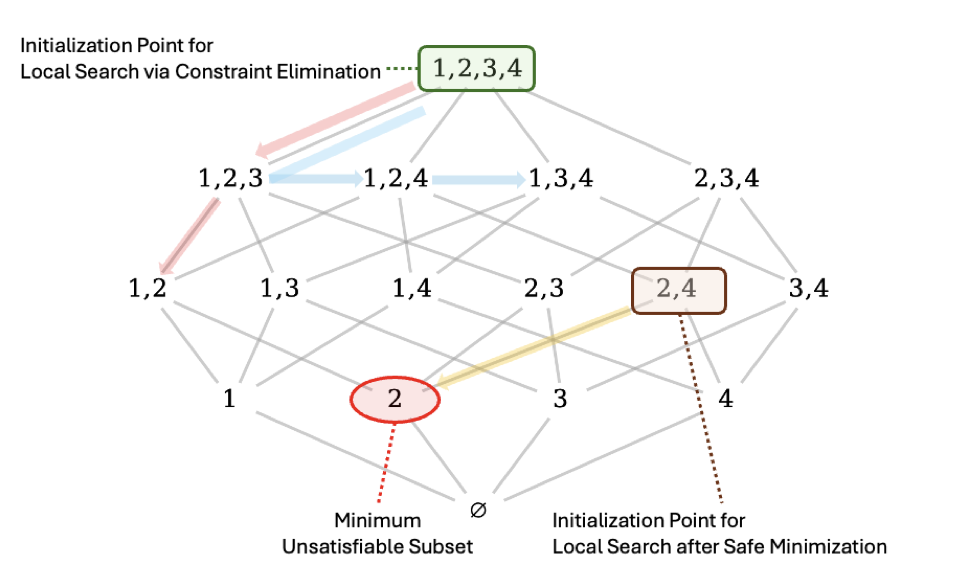 Initialization Point for
Local Search via Constraint Elimination
1,2,3,4
1,2,3
1,2,4
1,3,4
2,3,4
1,2
1,3
1,4
2,3
2,4
3,4
1
2
3
4
∅
Minimum
Unsatisfiable Subset
Initialization Point for
Local Search after Safe Minimization